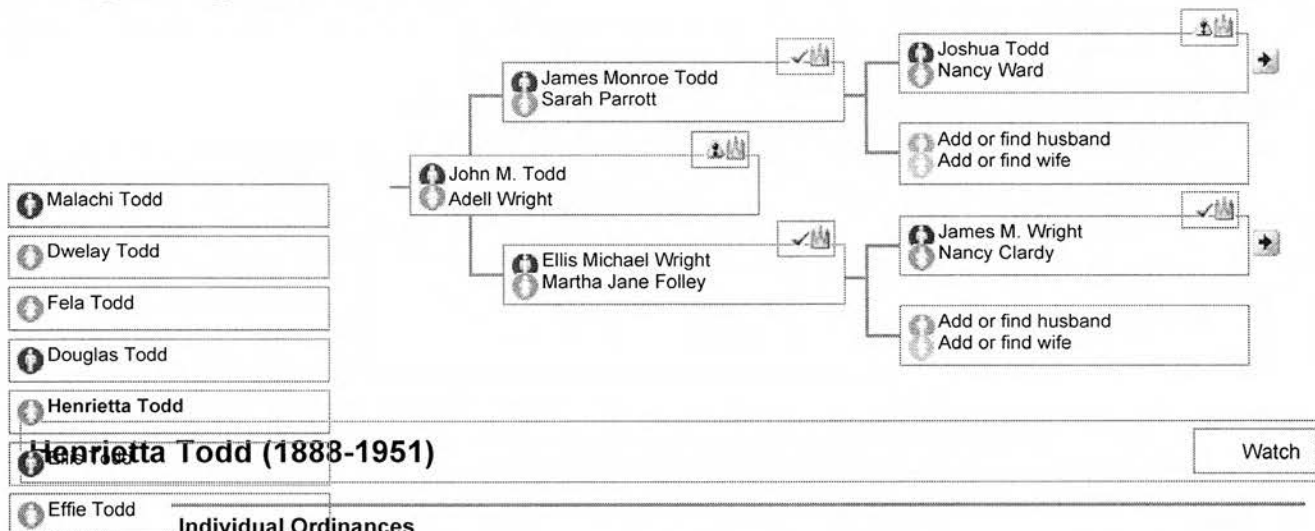 James Monroe Todd
Sarah Parrott
Joshua Todd
Nancy Ward
Add or find husband
Add or find wife
John M. Todd
Adell Wright
Ellis Michael Wright
Martha Jane Folley
James M. Wright
Nancy Clardy
Add or find husband
Add or find wife
Malachi Todd
Dwelay Todd
Fela Todd
Douglas Todd
Henrietta Todd
Henrietta Todd (1888-1951)
Watch
Effie Todd
Individual Ordinances